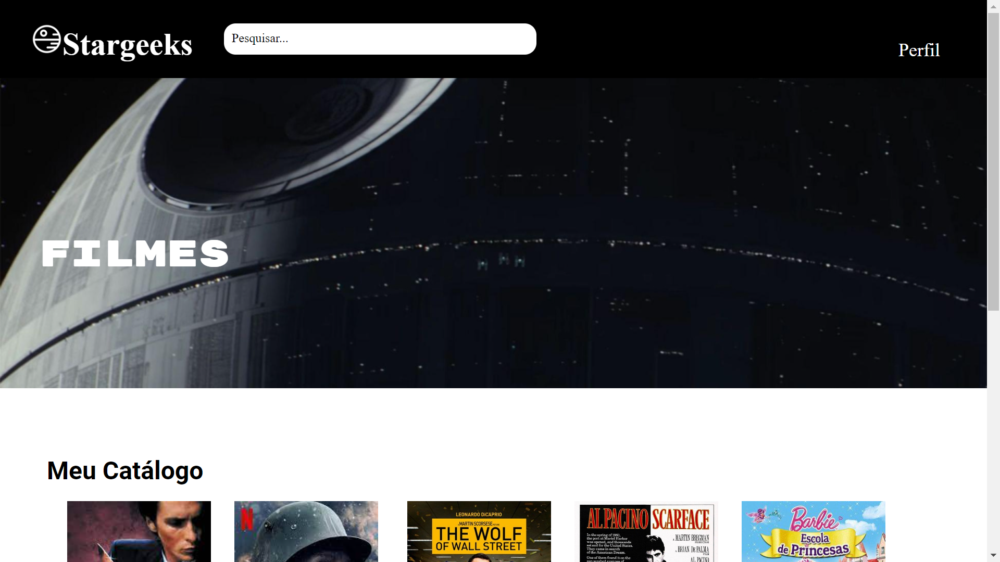 Stargeeks
Pesquisar...
Perfil
FILMES
Meu Catálogo
N
LEONARDO DiCAPRIO
A MARTIN SCORSESE PICTURE
THE WOLF
OF WALL STREET
AL PACINO SCARFACE
In the spring of 1980,
the port at Mariel Harbor
was opened, and thousands
set sail for the United States.
They came in search
of the American Dream.
One of them found it on the
sun-washed avenues of
A MARTIN BREGMAN
PRODUCTION
A BRIAN DE PALMA
FILM
AL PACINO
Barbie
Escola
de Princesas